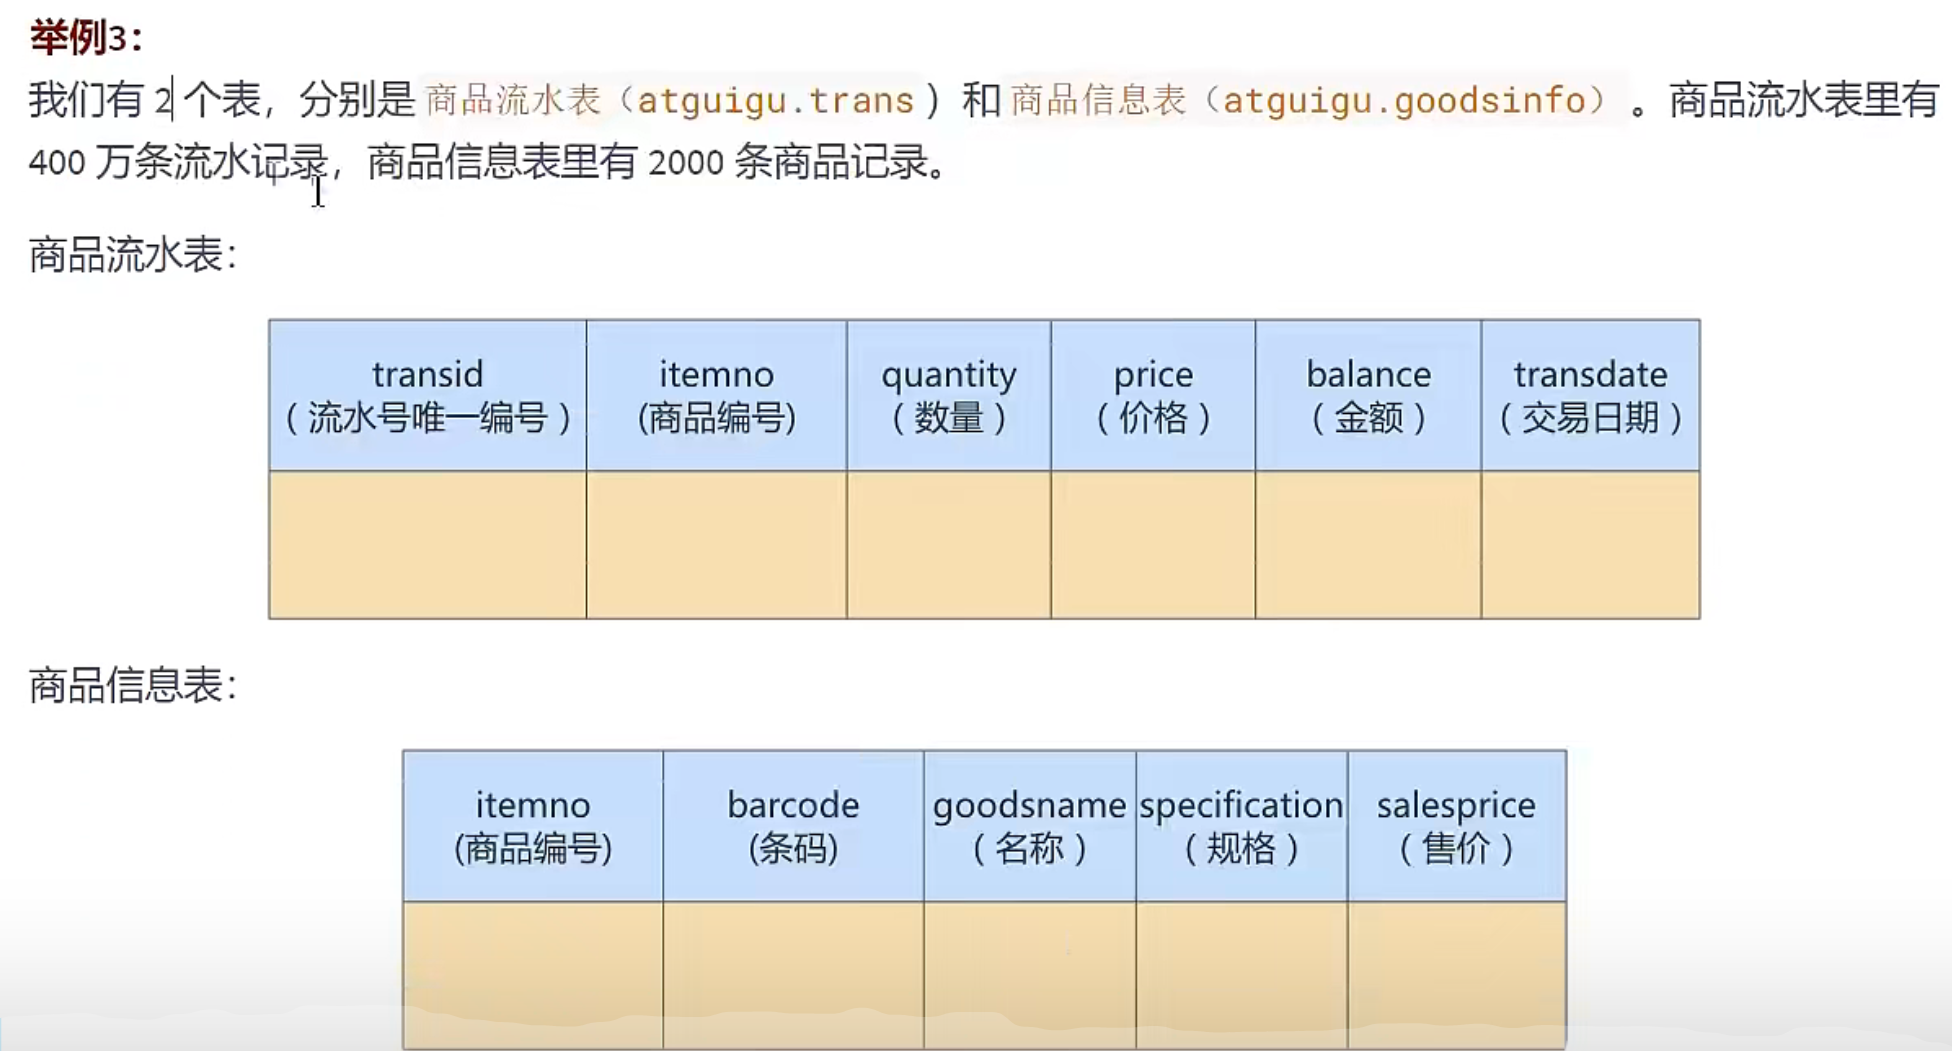 举例3：
我们有 2 个表，分别是 商品流水表（atguigu.trans ）和 商品信息表（atguigu.goodsinfo） 。商品流水表里有
400 万条流水记录，商品信息表里有 2000 条商品记录。
商品流水表：
transid itemno quantity price balance transdate
（流水号唯一编号） (商品编号) （数量） （价格） （金额） （交易日期）
商品信息表：
itemno barcode goodsname specification salesprice
(商品编号) (条码) （名称） （规格） （售价）